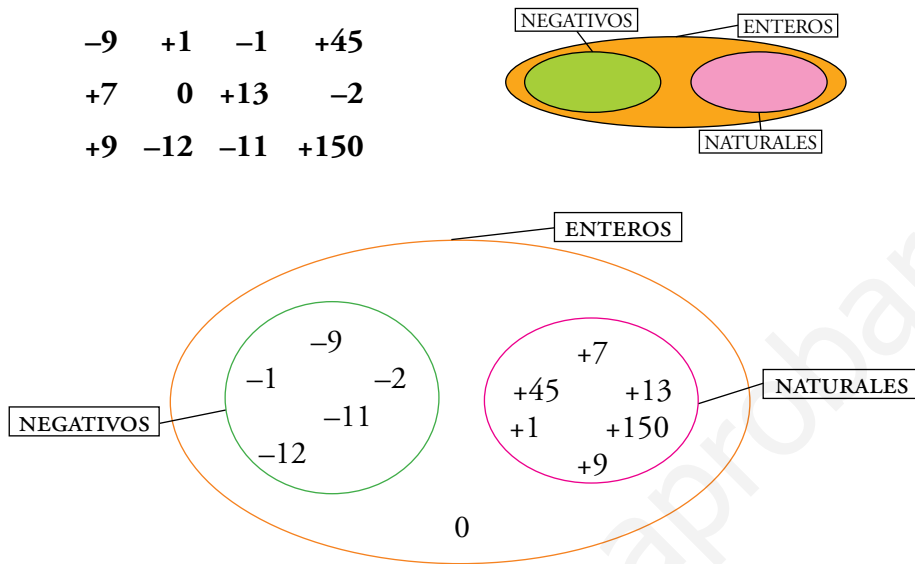 –9 +1 –1 +45
+7 0 +13 –2
+9 –12 –11 +150
NEGATIVOS
ENTEROS
NATURALES
ENTEROS
–9
–1 –2
–11
–12
+7
+45 +13
+1 +150
+9
NEGATIVOS
NATURALES
0
aprobar